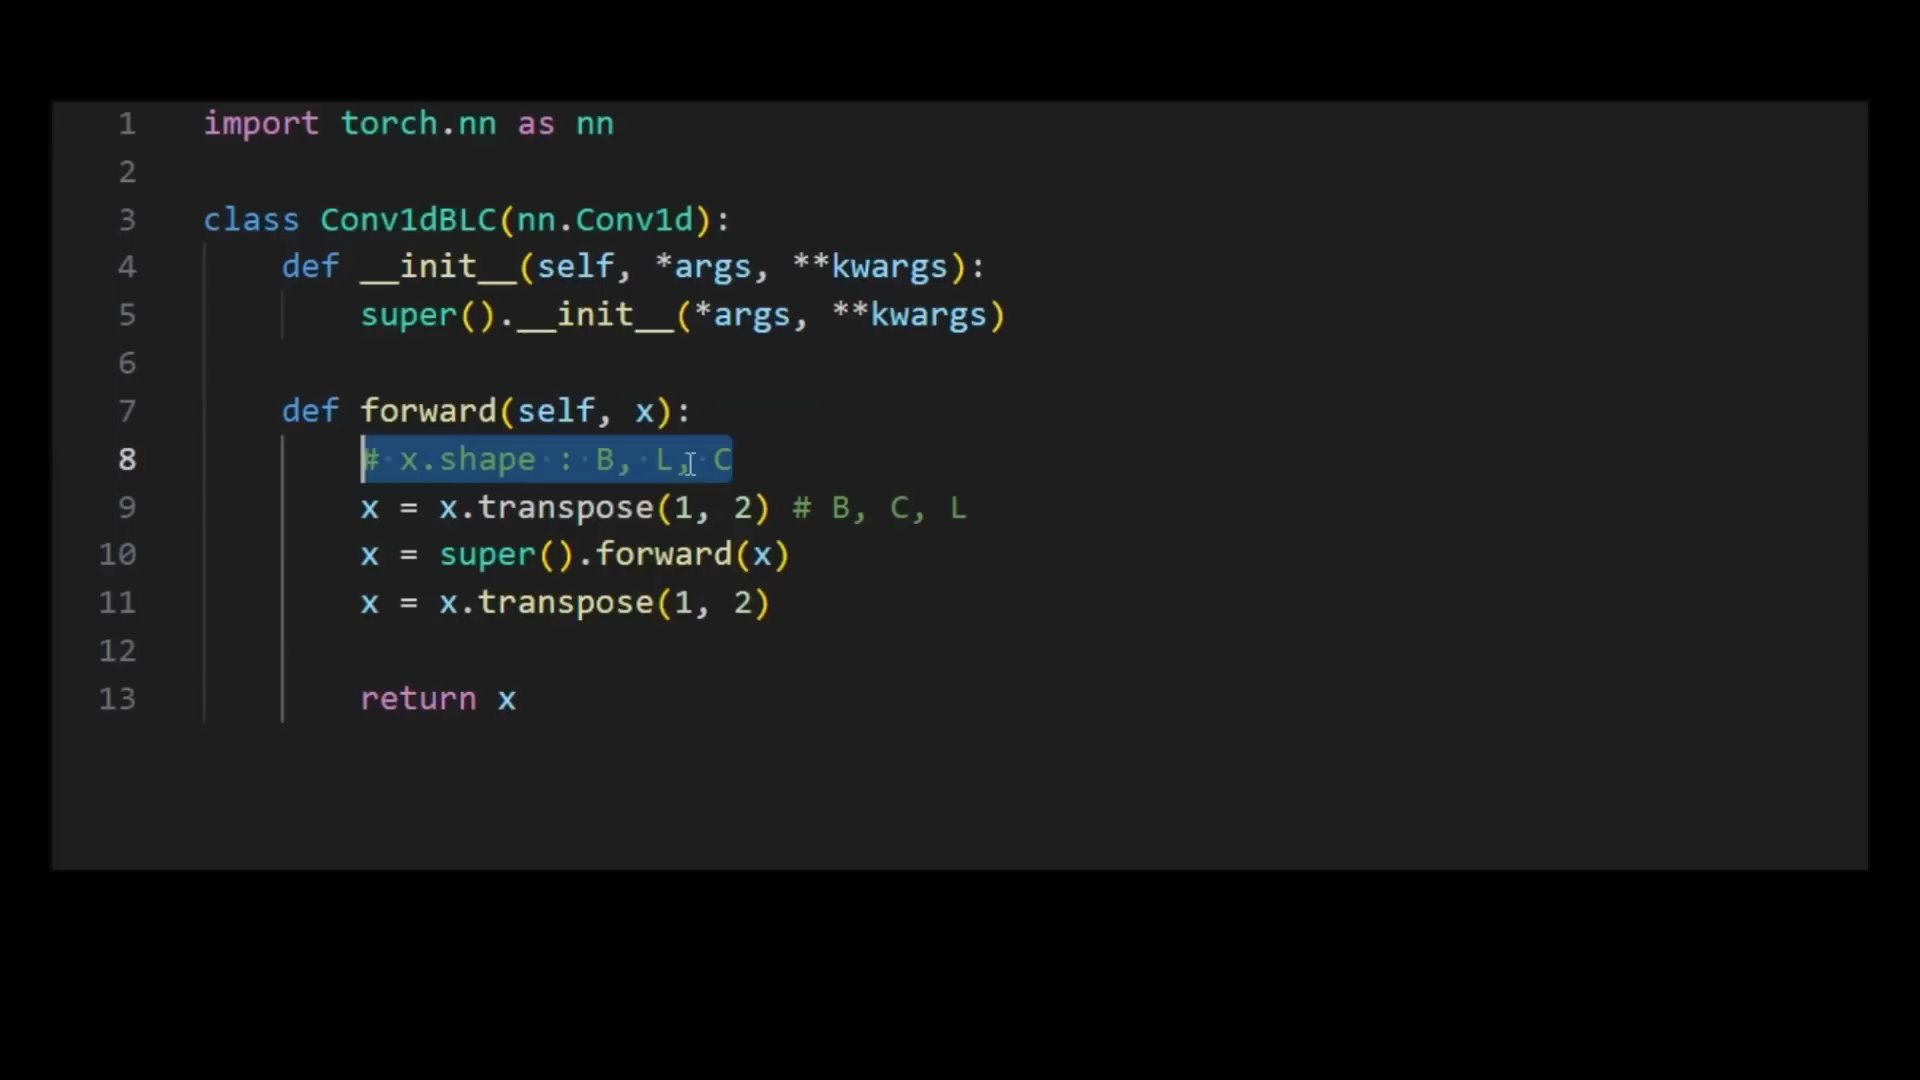 1 import torch.nn as nn
2
3 class Conv1dBLC(nn.Conv1d):
4     def __init__(self, *args, **kwargs):
5         super().__init__(*args, **kwargs)
6
7     def forward(self, x):
8         # x.shape : B, L, C
9         x = x.transpose(1, 2) # B, C, L
10         x = super().forward(x)
11         x = x.transpose(1, 2)
12
13         return x